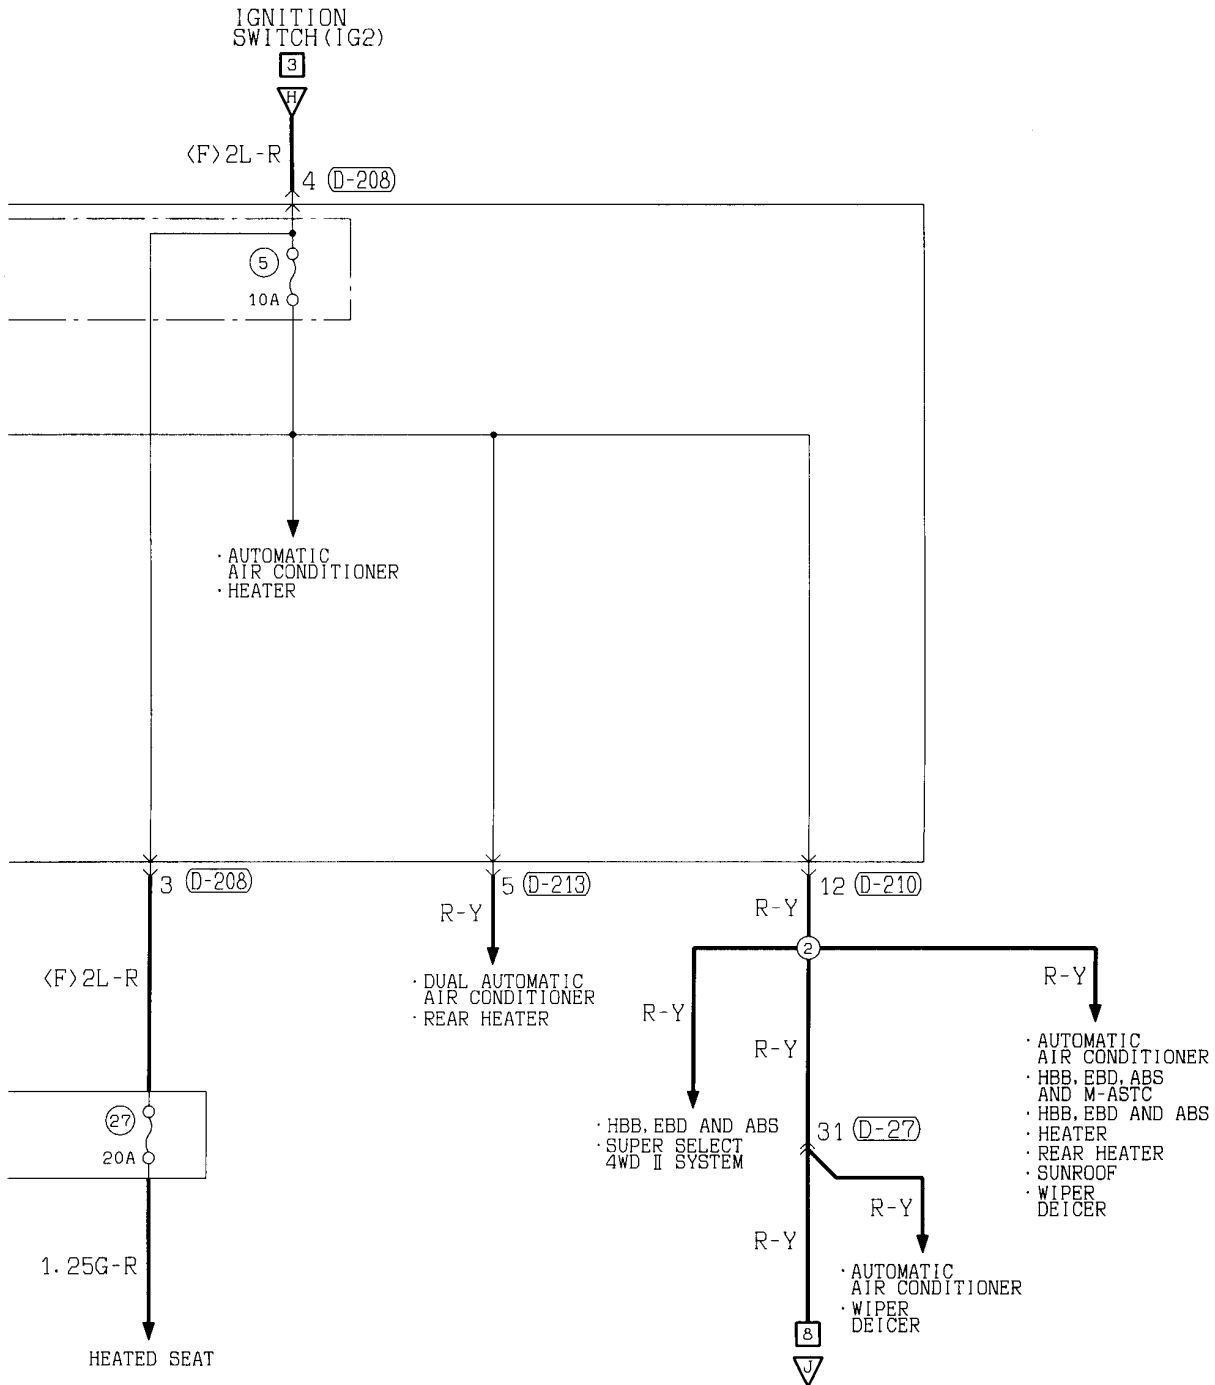 IGNITION
SWITCH(IG2)
3
H
<F>2L-R
4 (D-208)
5
10A
· AUTOMATIC
AIR CONDITIONER
· HEATER
3 (D-208)
5 (D-213)
12 (D-210)
R-Y
R-Y
2
<F>2L-R
· DUAL AUTOMATIC
AIR CONDITIONER
· REAR HEATER
R-Y
R-Y
R-Y
· AUTOMATIC
AIR CONDITIONER
· HBB, EBD, ABS
AND M-ASTC
· HBB, EBD AND ABS
· HEATER
· REAR HEATER
· SUNROOF
· WIPER
DEICER
27
20A
· HBB, EBD AND ABS
· SUPER SELECT
4WD II SYSTEM
31 (D-27)
R-Y
R-Y
1.25G-R
· AUTOMATIC
AIR CONDITIONER
· WIPER
DEICER
8
J
HEATED SEAT